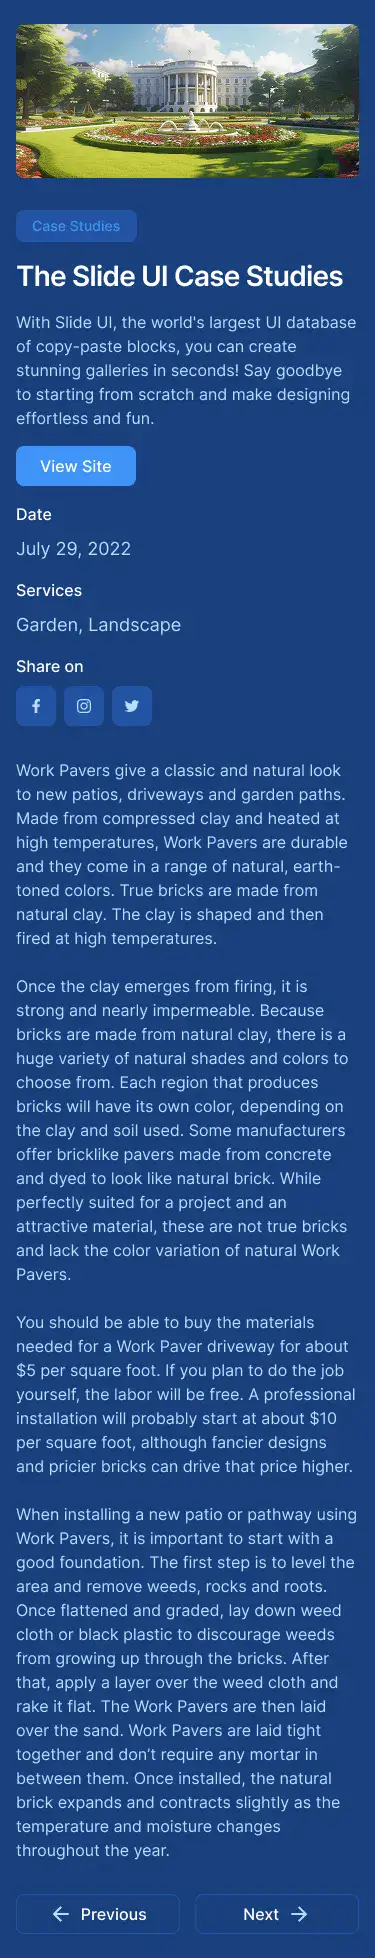 Case Studies
The Slide UI Case Studies
With Slide UI, the world's largest UI database
of copy-paste blocks, you can create
stunning galleries in seconds! Say goodbye
to starting from scratch and make designing
effortless and fun.
View Site
Date
July 29, 2022
Services
Garden, Landscape
Share on
Work Pavers give a classic and natural look
to new patios, driveways and garden paths.
Made from compressed clay and heated at
high temperatures, Work Pavers are durable
and they come in a range of natural, earth-
toned colors. True bricks are made from
natural clay. The clay is shaped and then
fired at high temperatures.
Once the clay emerges from firing, it is
strong and nearly impermeable. Because
bricks are made from natural clay, there is a
huge variety of natural shades and colors to
choose from. Each region that produces
bricks will have its own color, depending on
the clay and soil used. Some manufacturers
offer bricklike pavers made from concrete
and dyed to look like natural brick. While
perfectly suited for a project and an
attractive material, these are not true bricks
and lack the color variation of natural Work
Pavers.
You should be able to buy the materials
needed for a Work Paver driveway for about
$5 per square foot. If you plan to do the job
yourself, the labor will be free. A professional
installation will probably start at about $10
per square foot, although fancier designs
and pricier bricks can drive that price higher.
When installing a new patio or pathway using
Work Pavers, it is important to start with a
good foundation. The first step is to level the
area and remove weeds, rocks and roots.
Once flattened and graded, lay down weed
cloth or black plastic to discourage weeds
from growing up through the bricks. After
that, apply a layer over the weed cloth and
rake it flat. The Work Pavers are then laid
over the sand. Work Pavers are laid tight
together and don’t require any mortar in
between them. Once installed, the natural
brick expands and contracts slightly as the
temperature and moisture changes
throughout the year.
Previous
Next